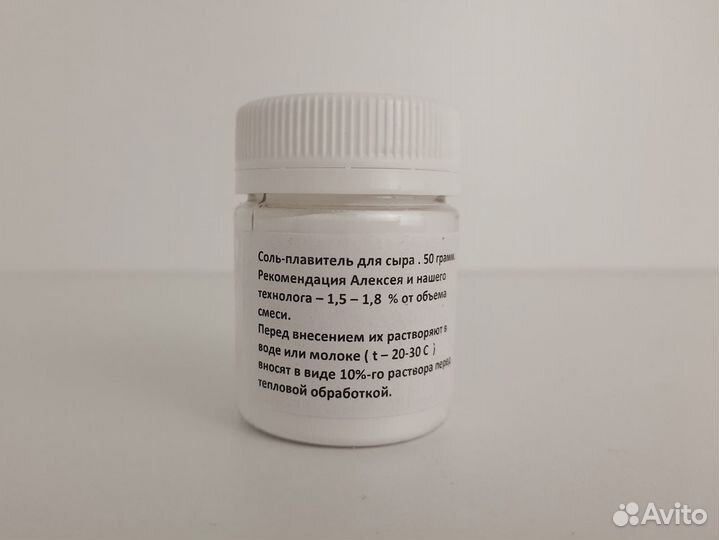 Соль-плавитель для сыра . 50 грамм.
Рекомендация Алексея и нашего
технолога – 1,5 – 1,8 % от объема
смеси.
Перед внесением их растворяют в
воде или молоке ( t – 20-30 С )
вносят в виде 10%-го раствора перед
тепловой обработкой.
Avito